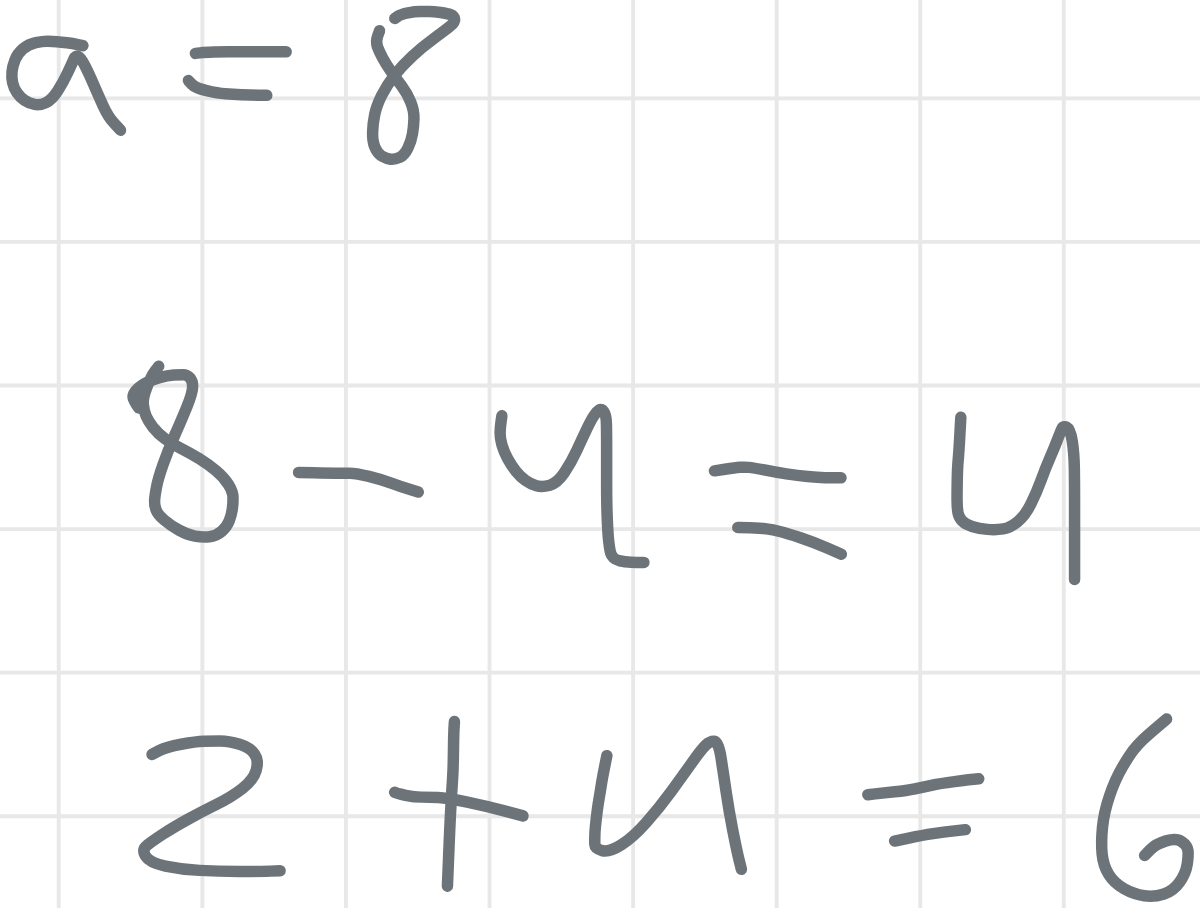 a = 8
8 - 4 = 4
2 + 4 = 6